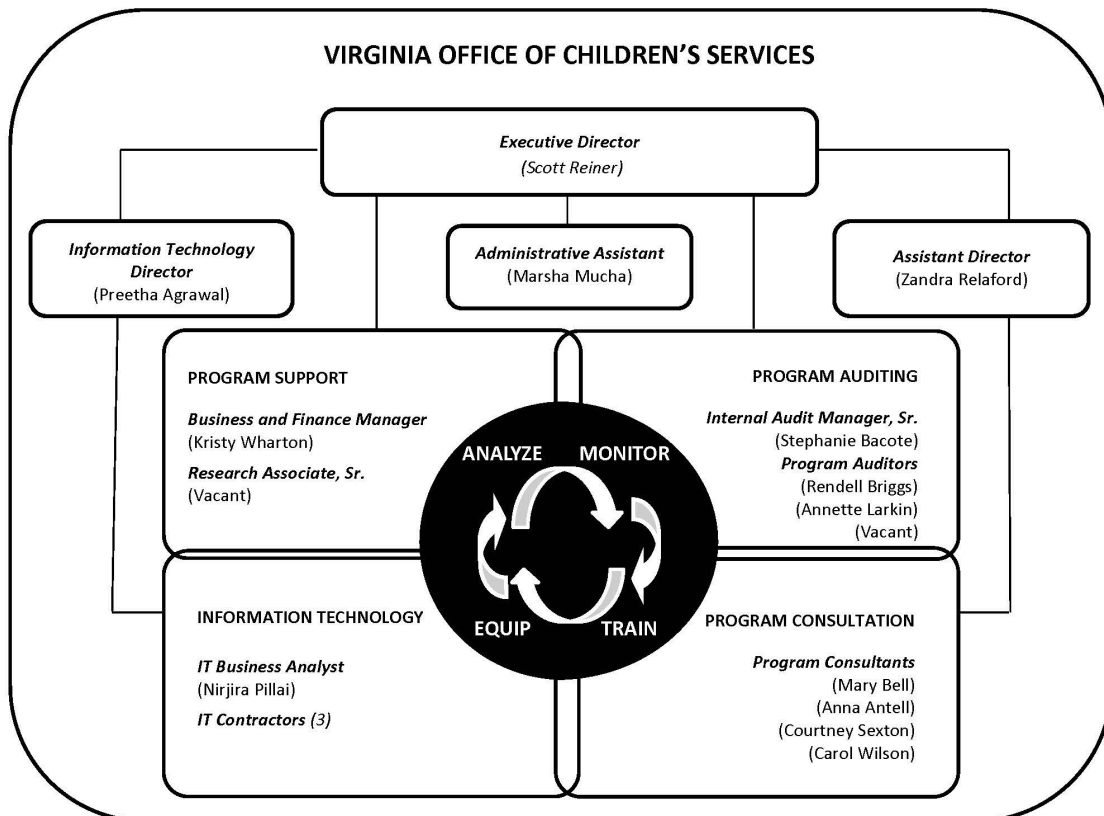 VIRGINIA OFFICE OF CHILDREN’S SERVICES
Executive Director
(Scott Reiner)
Information Technology
Director
(Preetha Agrawal)
Administrative Assistant
(Marsha Mucha)
Assistant Director
(Zandra Relaford)
PROGRAM SUPPORT
Business and Finance Manager
(Kristy Wharton)
Research Associate, Sr.
(Vacant)
PROGRAM AUDITING
Internal Audit Manager, Sr.
(Stephanie Bacote)
Program Auditors
(Rendell Briggs)
(Annette Larkin)
(Vacant)
ANALYZE
MONITOR
EQUIP
TRAIN
INFORMATION TECHNOLOGY
IT Business Analyst
(Nirjira Pillai)
IT Contractors (3)
PROGRAM CONSULTATION
Program Consultants
(Mary Bell)
(Anna Antell)
(Courtney Sexton)
(Carol Wilson)